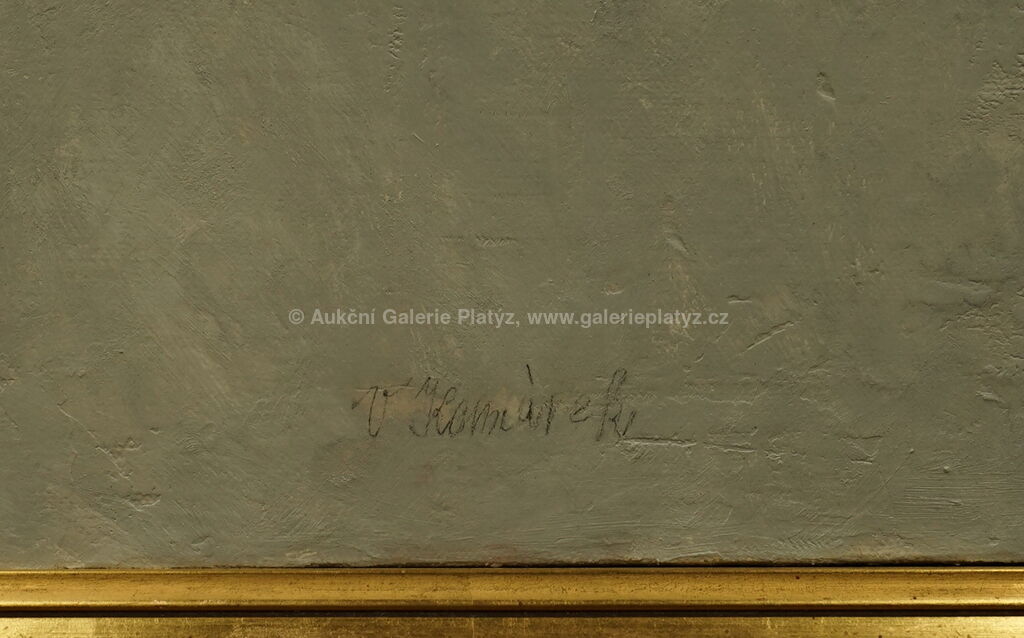 © Aukční Galerie Platýz, www.galerieplatyz.cz
V Komárek